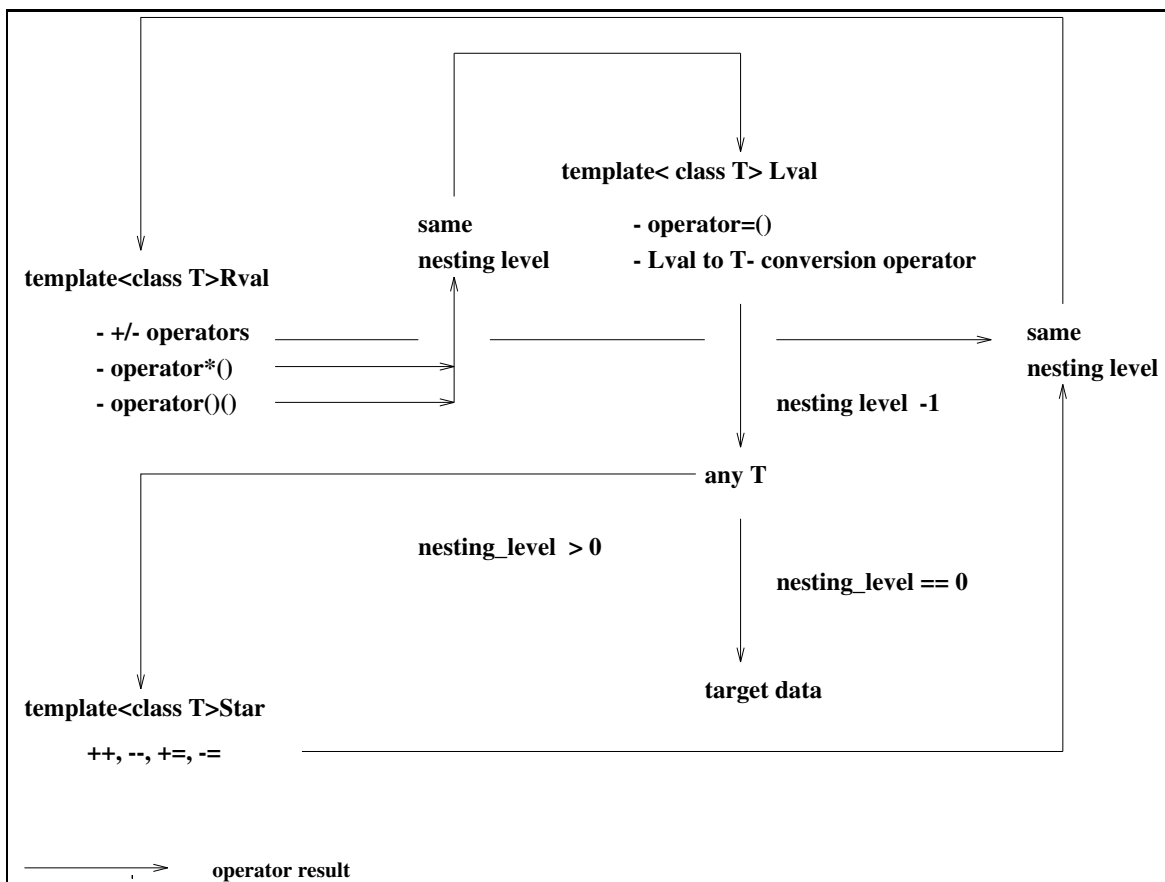 template< class T> Lval
same
nesting level
- operator=()
- Lval to T- conversion operator
template<class T>Rval
- +/- operators
- operator*()
- operator()()
same
nesting level
nesting level -1
any T
nesting_level > 0
nesting_level == 0
target data
template<class T>Star
++, --, +=, -=
operator result